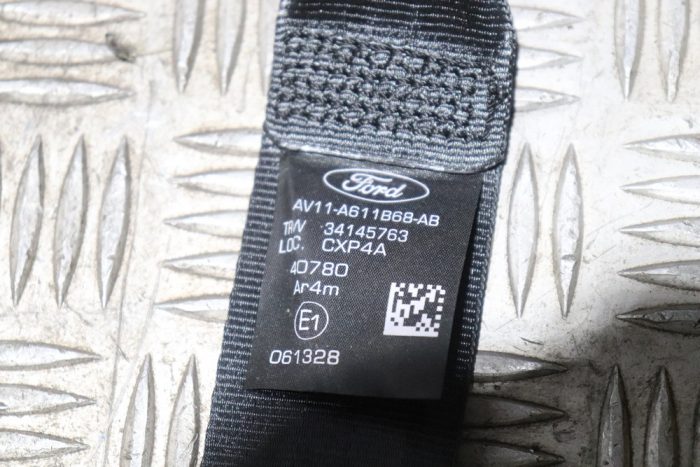 Ford
AV11-A611B68-AB
TRW 34145763
LOC. CXP4A
40780
Ar4m
E1
061328